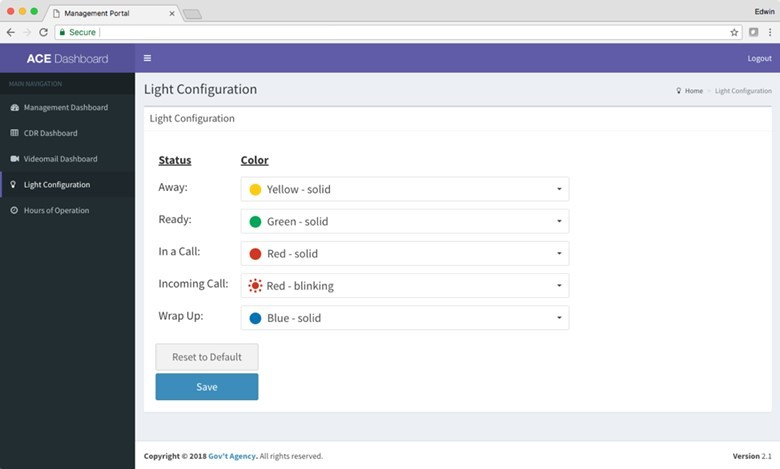 Management Portal
Edwin
Secure
ACE Dashboard
Logout
MAIN NAVIGATION
Management Dashboard
CDR Dashboard
Videomail Dashboard
Light Configuration
Hours of Operation
Light Configuration
Home
Light Configuration
Light Configuration
Status Color
Away: Yellow - solid
Ready: Green - solid
In a Call: Red - solid
Incoming Call: Red - blinking
Wrap Up: Blue - solid
Reset to Default
Save
Copyright © 2018 Gov't Agency. All rights reserved.
Version 2.1